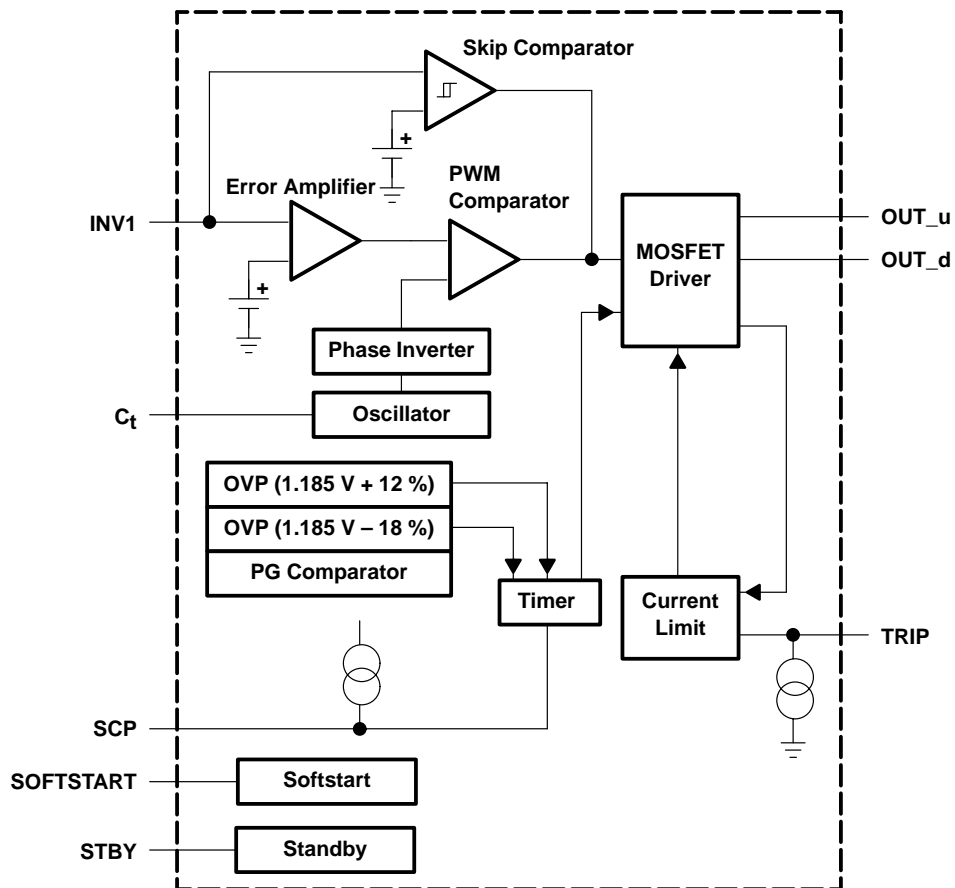 Skip Comparator
+
PWM
Comparator
Error Amplifier
INV1
+
MOSFET
Driver
OUT_u
OUT_d
Phase Inverter
Ct
Oscillator
OVP (1.185 V + 12 %)
OVP (1.185 V – 18 %)
PG Comparator
Timer
Current
Limit
TRIP
SCP
SOFTSTART
Softstart
STBY
Standby